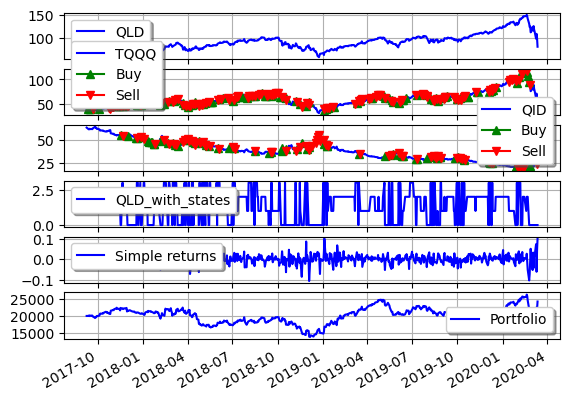 150
100
QLD
TQQQ
Buy
Sell
100
50
QID
Buy
Sell
50
25
2.5
0.0
QLD_with_states
0.1
0.0
−0.1
Simple returns
25000
20000
15000
Portfolio
2017-10
2018-01
2018-04
2018-07
2018-10
2019-01
2019-04
2019-07
2019-10
2020-01
2020-04